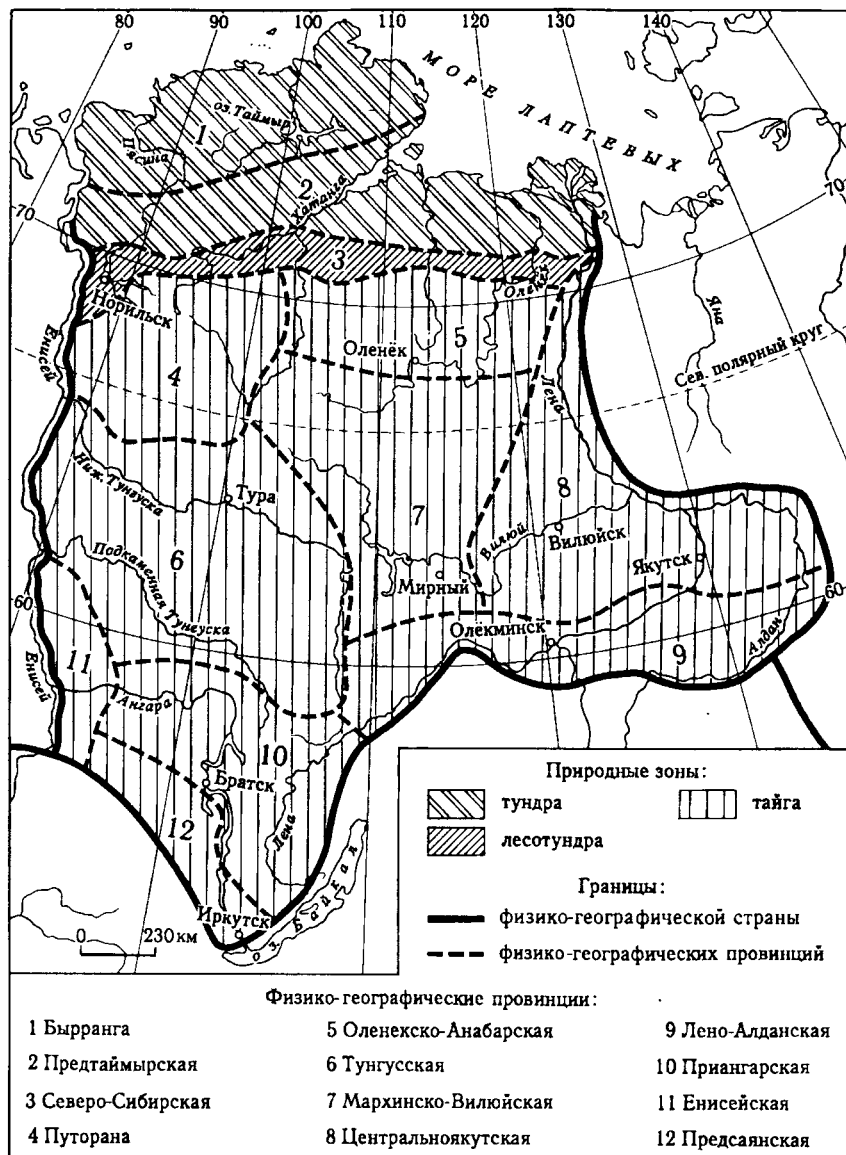 80 90 100 110 120 130 140
МОРЕ ЛАПТЕВЫХ
оз. Таймыр
1
Пясина
2
Хатанга
70
70
3
Оленёк
Норильск
Енисей
5
Яна
Оленёк
Сев. полярный круг
4
Лена
Ниж. Тунгуска
Тура
7
8
Вилюй
Вилюйск
6
Подкаменная Тунгуска
Мирный
Якутск
60
60
Олекминск
Алдан
9
11
Енисей
Ангара
10
Братск
12
Лена
Иркутск
оз. Байкал
0 230 км
Природные зоны:
тундра тайга
лесотундра
Границы:
физико-географической страны
физико-географических провинций
Физико-географические провинции:
1 Бырранга 5 Оленекско-Анабарская 9 Лено-Алданская
2 Предтаймырская 6 Тунгусская 10 Приангарская
3 Северо-Сибирская 7 Мархинско-Вилюйская 11 Енисейская
4 Путорана 8 Центральноякутская 12 Предсаянская